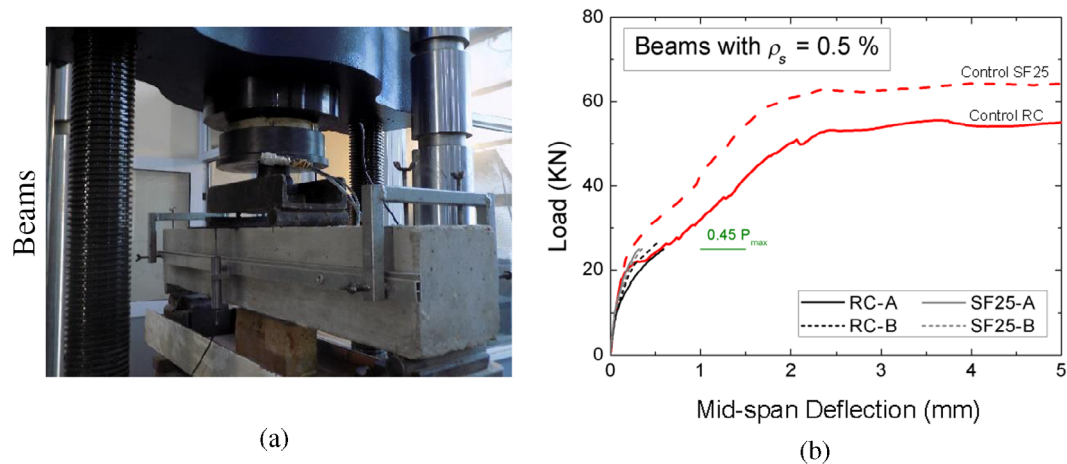 Beams
(a)
Beams with ρs = 0.5 %
Control SF25
Control RC
0.45 Pmax
RC-A
SF25-A
RC-B
SF25-B
Load (KN)
80
60
40
20
0
0 1 2 3 4 5
Mid-span Deflection (mm)
(b)